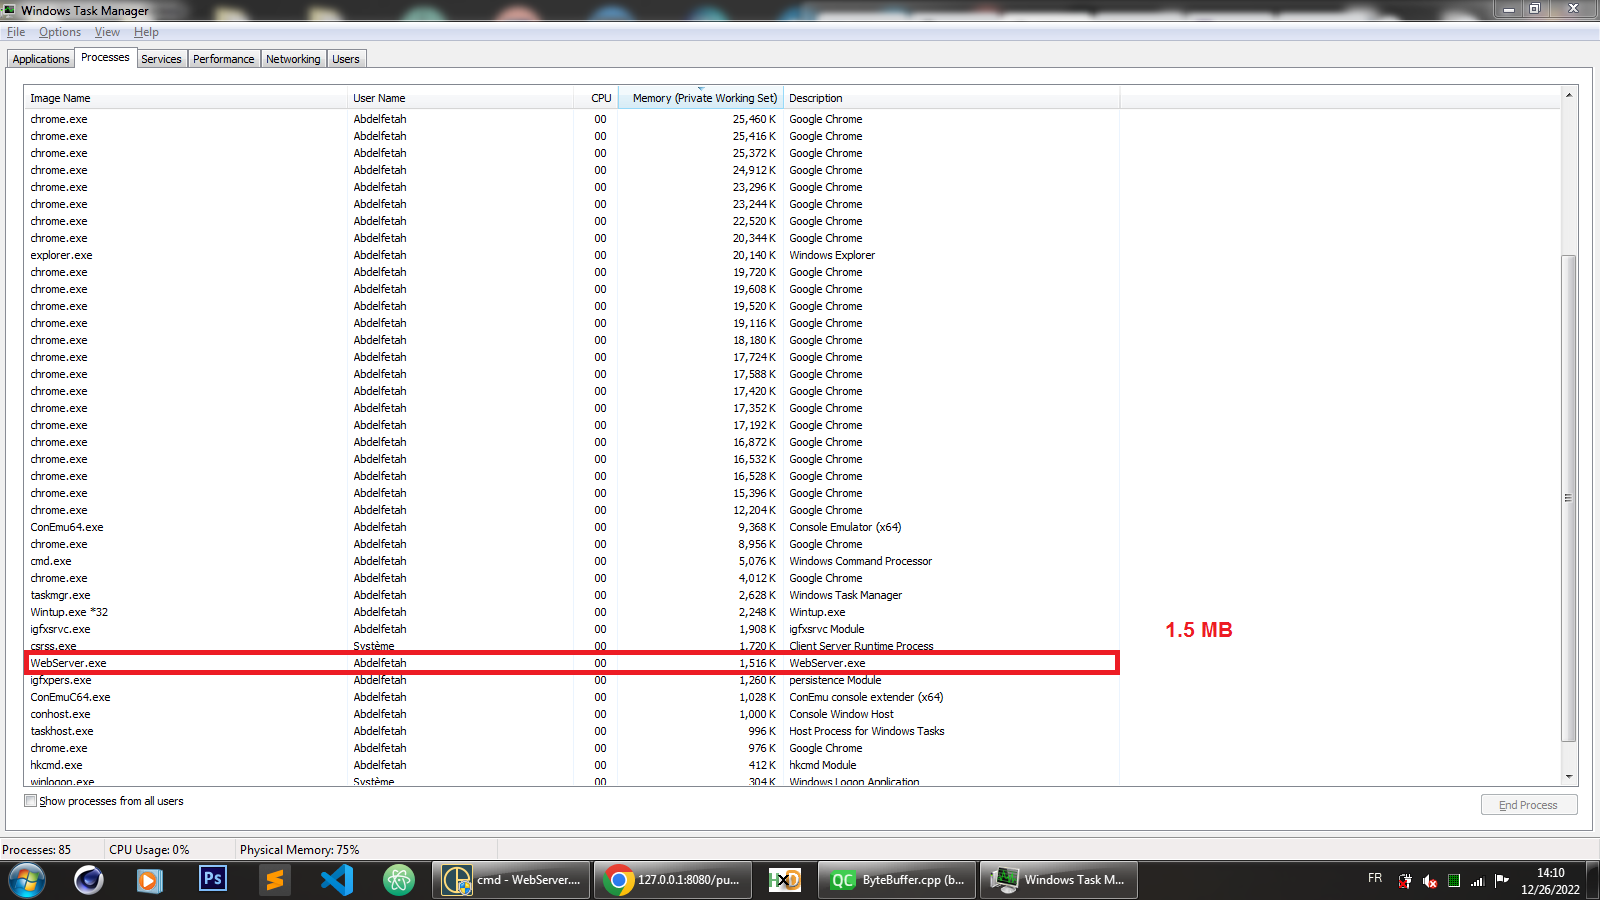 Windows Task Manager
File Options View Help
Applications Processes Services Performance Networking Users
Image Name User Name CPU Memory (Private Working Set) Description
chrome.exe Abdelfetah 00 25,460 K Google Chrome
chrome.exe Abdelfetah 00 25,416 K Google Chrome
chrome.exe Abdelfetah 00 25,372 K Google Chrome
chrome.exe Abdelfetah 00 24,912 K Google Chrome
chrome.exe Abdelfetah 00 23,296 K Google Chrome
chrome.exe Abdelfetah 00 23,244 K Google Chrome
chrome.exe Abdelfetah 00 22,520 K Google Chrome
chrome.exe Abdelfetah 00 20,344 K Google Chrome
explorer.exe Abdelfetah 00 20,140 K Windows Explorer
chrome.exe Abdelfetah 00 19,720 K Google Chrome
chrome.exe Abdelfetah 00 19,608 K Google Chrome
chrome.exe Abdelfetah 00 19,520 K Google Chrome
chrome.exe Abdelfetah 00 19,116 K Google Chrome
chrome.exe Abdelfetah 00 18,180 K Google Chrome
chrome.exe Abdelfetah 00 17,724 K Google Chrome
chrome.exe Abdelfetah 00 17,588 K Google Chrome
chrome.exe Abdelfetah 00 17,420 K Google Chrome
chrome.exe Abdelfetah 00 17,352 K Google Chrome
chrome.exe Abdelfetah 00 17,192 K Google Chrome
chrome.exe Abdelfetah 00 16,872 K Google Chrome
chrome.exe Abdelfetah 00 16,532 K Google Chrome
chrome.exe Abdelfetah 00 16,528 K Google Chrome
chrome.exe Abdelfetah 00 15,396 K Google Chrome
chrome.exe Abdelfetah 00 12,204 K Google Chrome
ConEmu64.exe Abdelfetah 00 9,368 K Console Emulator (x64)
chrome.exe Abdelfetah 00 8,956 K Google Chrome
cmd.exe Abdelfetah 00 5,076 K Windows Command Processor
chrome.exe Abdelfetah 00 4,012 K Google Chrome
taskmgr.exe Abdelfetah 00 2,628 K Windows Task Manager
Wintup.exe *32 Abdelfetah 00 2,248 K Wintup.exe
igfxsrvc.exe Abdelfetah 00 1,908 K igfxsrvc Module
1.5 MB
csrss.exe Système 00 1,720 K Client Server Runtime Process
WebServer.exe Abdelfetah 00 1,516 K WebServer.exe
igfxpers.exe Abdelfetah 00 1,260 K persistence Module
ConEmuC64.exe Abdelfetah 00 1,028 K ConEmu console extender (x64)
conhost.exe Abdelfetah 00 1,000 K Console Window Host
taskhost.exe Abdelfetah 00 996 K Host Process for Windows Tasks
chrome.exe Abdelfetah 00 976 K Google Chrome
hkcmd.exe Abdelfetah 00 412 K hkcmd Module
winlogon.exe Système 00 304 K Windows Logon Application
Show processes from all users
End Process
Processes: 85 CPU Usage: 0% Physical Memory: 75%
Ps cmd - WebServer.... 127.0.0.1:8080/pu... HxD QC ByteBuffer.cpp (b... Windows Task M... FR 14:10
12/26/2022